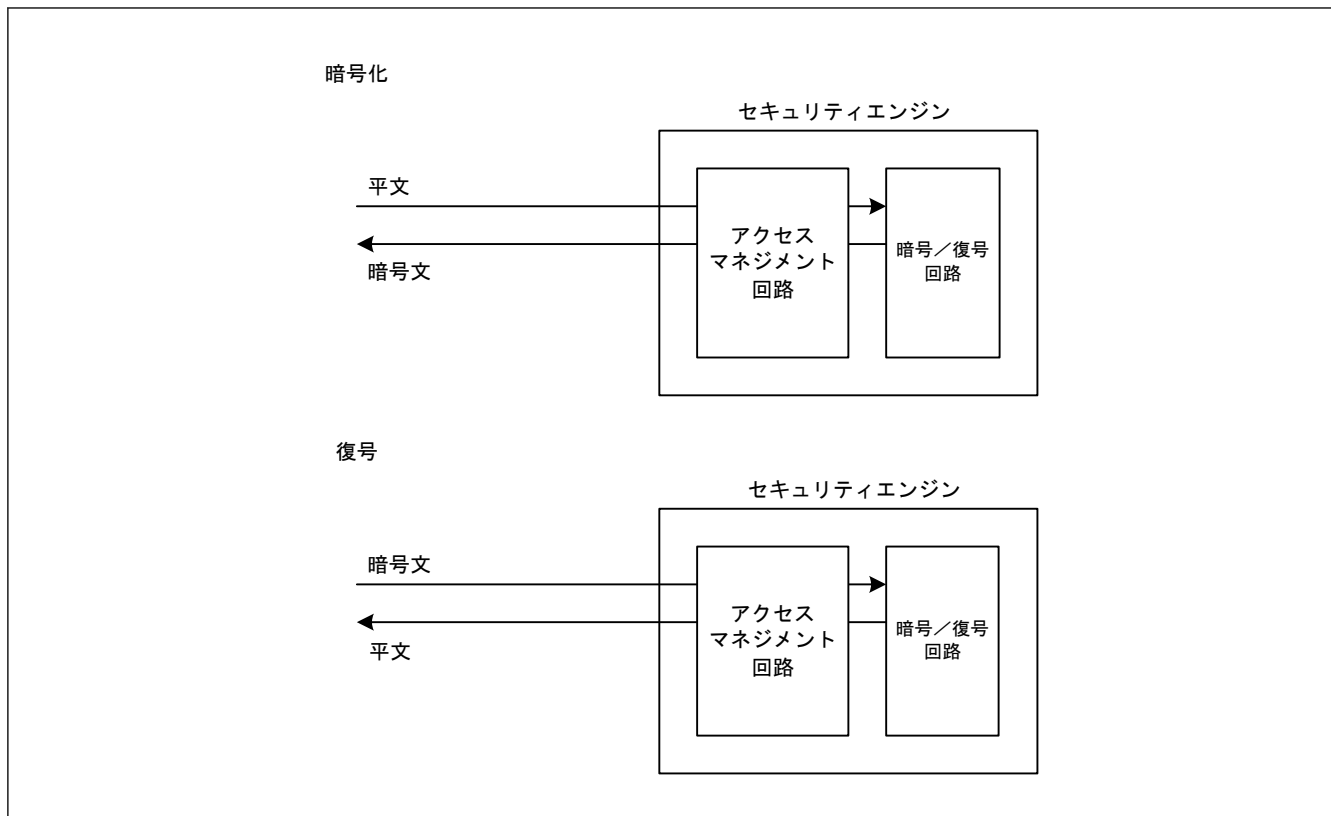 暗号化
セキュリティエンジン
平文
暗号文
アクセス
マネジメント
回路
暗号／復号
回路
復号
セキュリティエンジン
暗号文
平文
アクセス
マネジメント
回路
暗号／復号
回路